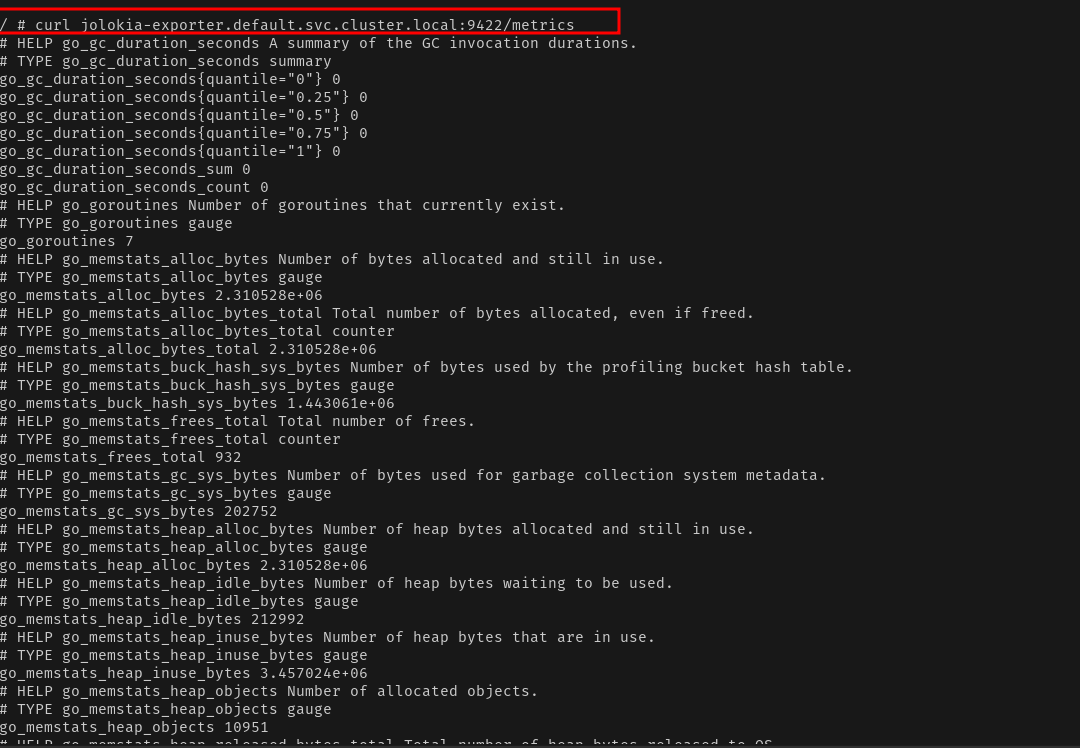 / # curl jolokia-exporter.default.svc.cluster.local:9422/metrics
# HELP go_gc_duration_seconds A summary of the GC invocation durations.
# TYPE go_gc_duration_seconds summary
go_gc_duration_seconds{quantile="0"} 0
go_gc_duration_seconds{quantile="0.25"} 0
go_gc_duration_seconds{quantile="0.5"} 0
go_gc_duration_seconds{quantile="0.75"} 0
go_gc_duration_seconds{quantile="1"} 0
go_gc_duration_seconds_sum 0
go_gc_duration_seconds_count 0
# HELP go_goroutines Number of goroutines that currently exist.
# TYPE go_goroutines gauge
go_goroutines 7
# HELP go_memstats_alloc_bytes Number of bytes allocated and still in use.
# TYPE go_memstats_alloc_bytes gauge
go_memstats_alloc_bytes 2.310528e+06
# HELP go_memstats_alloc_bytes_total Total number of bytes allocated, even if freed.
# TYPE go_memstats_alloc_bytes_total counter
go_memstats_alloc_bytes_total 2.310528e+06
# HELP go_memstats_buck_hash_sys_bytes Number of bytes used by the profiling bucket hash table.
# TYPE go_memstats_buck_hash_sys_bytes gauge
go_memstats_buck_hash_sys_bytes 1.443061e+06
# HELP go_memstats_frees_total Total number of frees.
# TYPE go_memstats_frees_total counter
go_memstats_frees_total 932
# HELP go_memstats_gc_sys_bytes Number of bytes used for garbage collection system metadata.
# TYPE go_memstats_gc_sys_bytes gauge
go_memstats_gc_sys_bytes 202752
# HELP go_memstats_heap_alloc_bytes Number of heap bytes allocated and still in use.
# TYPE go_memstats_heap_alloc_bytes gauge
go_memstats_heap_alloc_bytes 2.310528e+06
# HELP go_memstats_heap_idle_bytes Number of heap bytes waiting to be used.
# TYPE go_memstats_heap_idle_bytes gauge
go_memstats_heap_idle_bytes 212992
# HELP go_memstats_heap_inuse_bytes Number of heap bytes that are in use.
# TYPE go_memstats_heap_inuse_bytes gauge
go_memstats_heap_inuse_bytes 3.457024e+06
# HELP go_memstats_heap_objects Number of allocated objects.
# TYPE go_memstats_heap_objects gauge
go_memstats_heap_objects 10951
# HELP go_memstats_heap_released_bytes_total Total number of heap bytes released to OS.